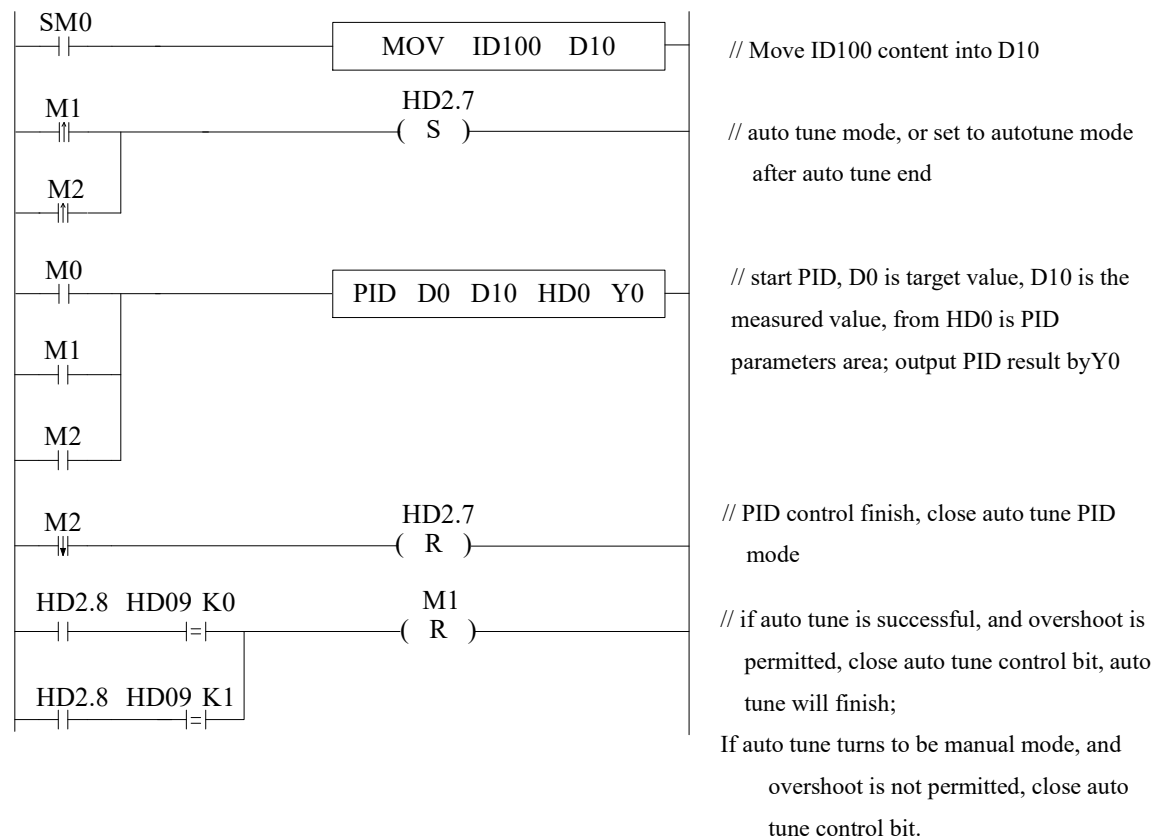 SM0
MOV ID100 D10
// Move ID100 content into D10
M1
HD2.7
( S )
// auto tune mode, or set to autotune mode
after auto tune end
M2
M0
PID D0 D10 HD0 Y0
// start PID, D0 is target value, D10 is the
measured value, from HD0 is PID
parameters area; output PID result byY0
M1
M2
M2
HD2.7
( R )
// PID control finish, close auto tune PID
mode
HD2.8 HD09 K0
=
M1
( R )
// if auto tune is successful, and overshoot is
permitted, close auto tune control bit, auto
tune will finish;
HD2.8 HD09 K1
=
If auto tune turns to be manual mode, and
overshoot is not permitted, close auto
tune control bit.